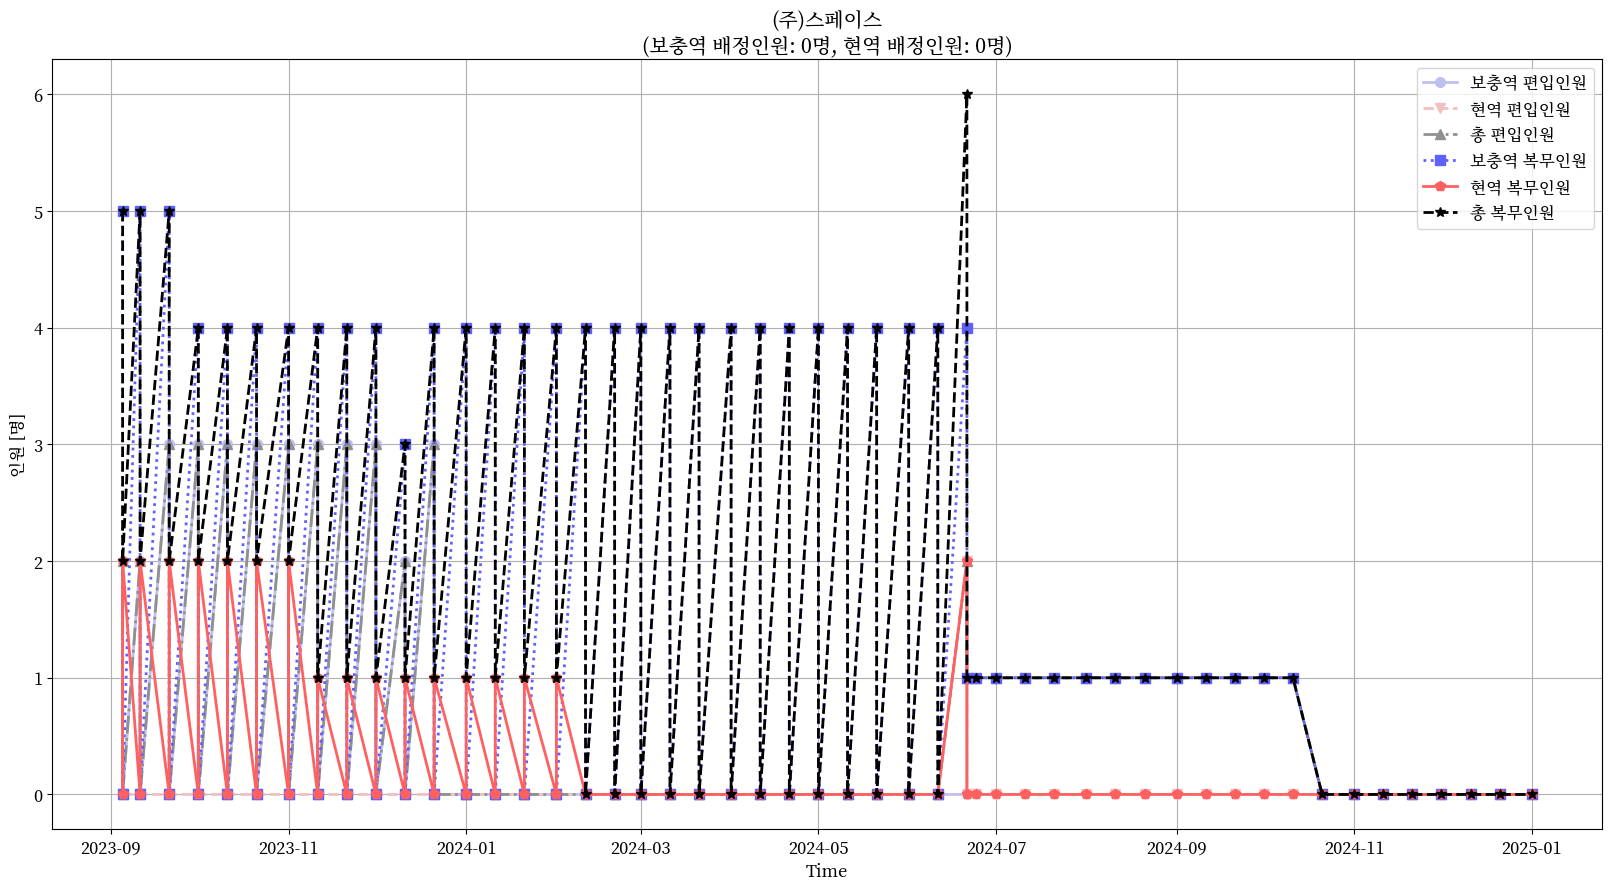 (주)스페이스
(보충역 배정인원: 0명, 현역 배정인원: 0명)
보충역 편입인원
현역 편입인원
총 편입인원
보충역 복무인원
현역 복무인원
총 복무인원
인원 [명]
6
5
4
3
2
1
0
2023-09
2023-11
2024-01
2024-03
2024-05
2024-07
2024-09
2024-11
2025-01
Time